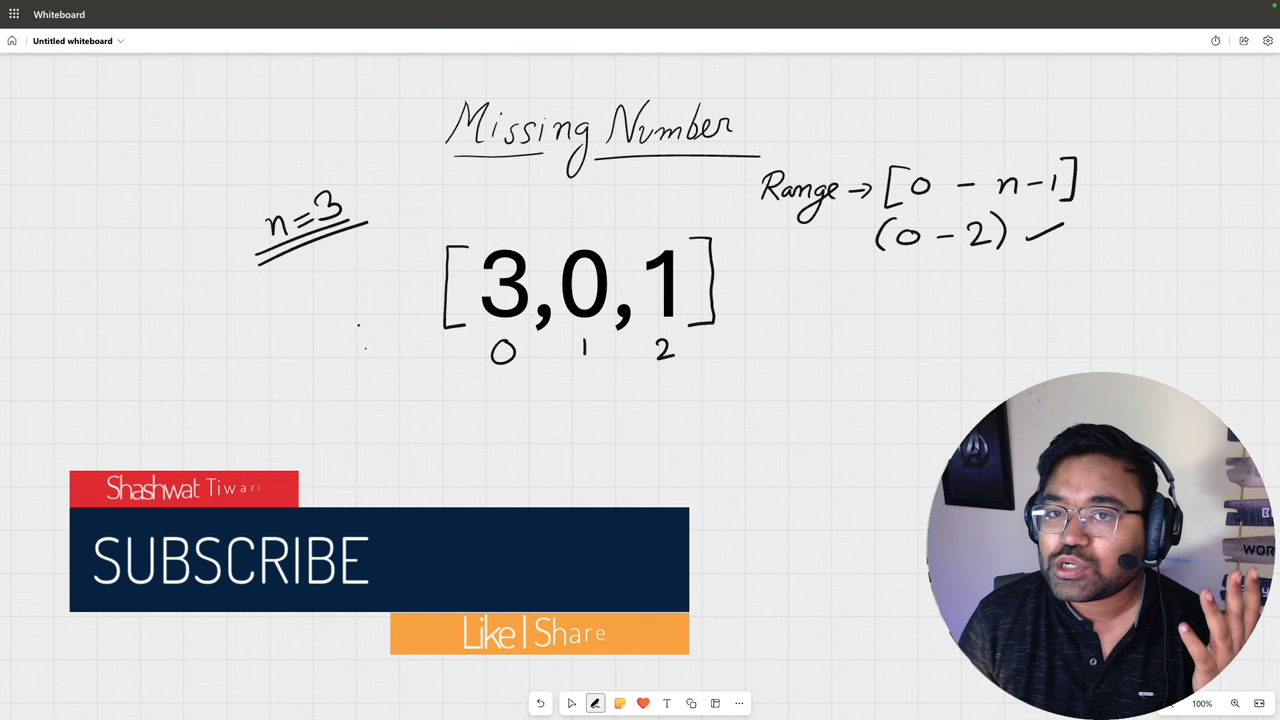 Whiteboard
Untitled whiteboard
Missing Number
Range → [0 - n-1]
(0 - 2) ✓
n=3
[3,0,1]
0 1 2
Shashwat Tiwari
SUBSCRIBE
Like | Share
WOR
T
100%